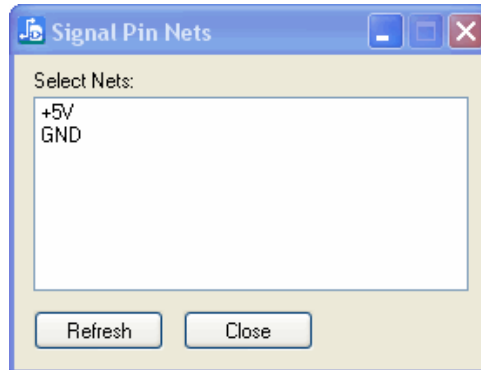 Signal Pin Nets
Select Nets:
+5V
GND
Refresh
Close